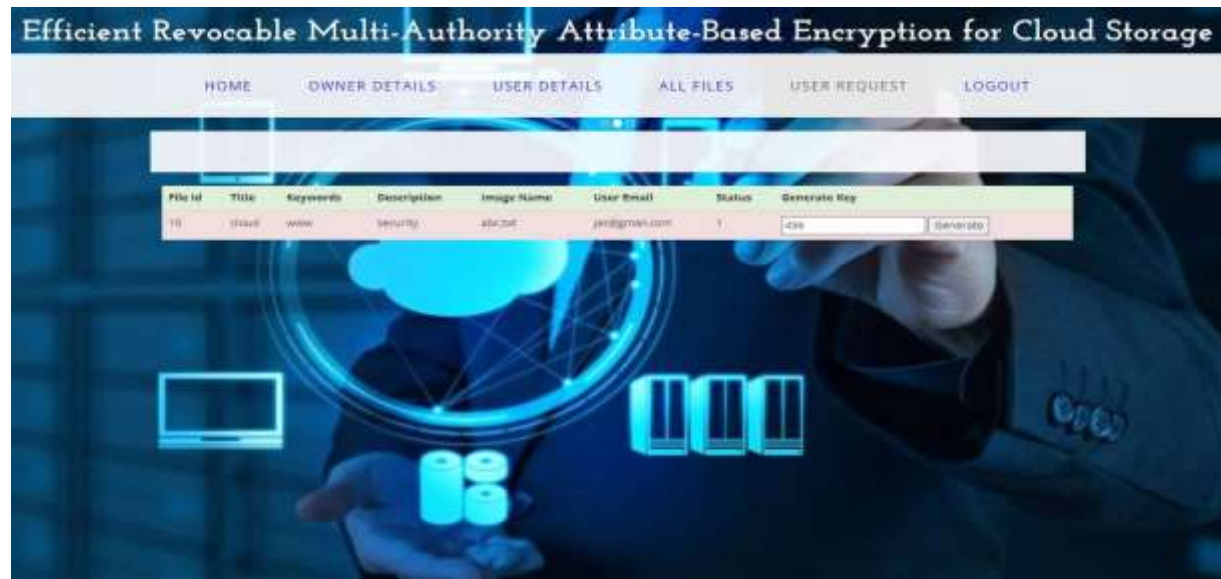 Efficient Revocable Multi-Authority Attribute-Based Encryption for Cloud Storage
HOME OWNER DETAILS USER DETAILS ALL FILES USER REQUEST LOGOUT
File Id Title Keywords Description Image Name User Email Status Generate Key
10 cloud www security abc.txt 1 Generate